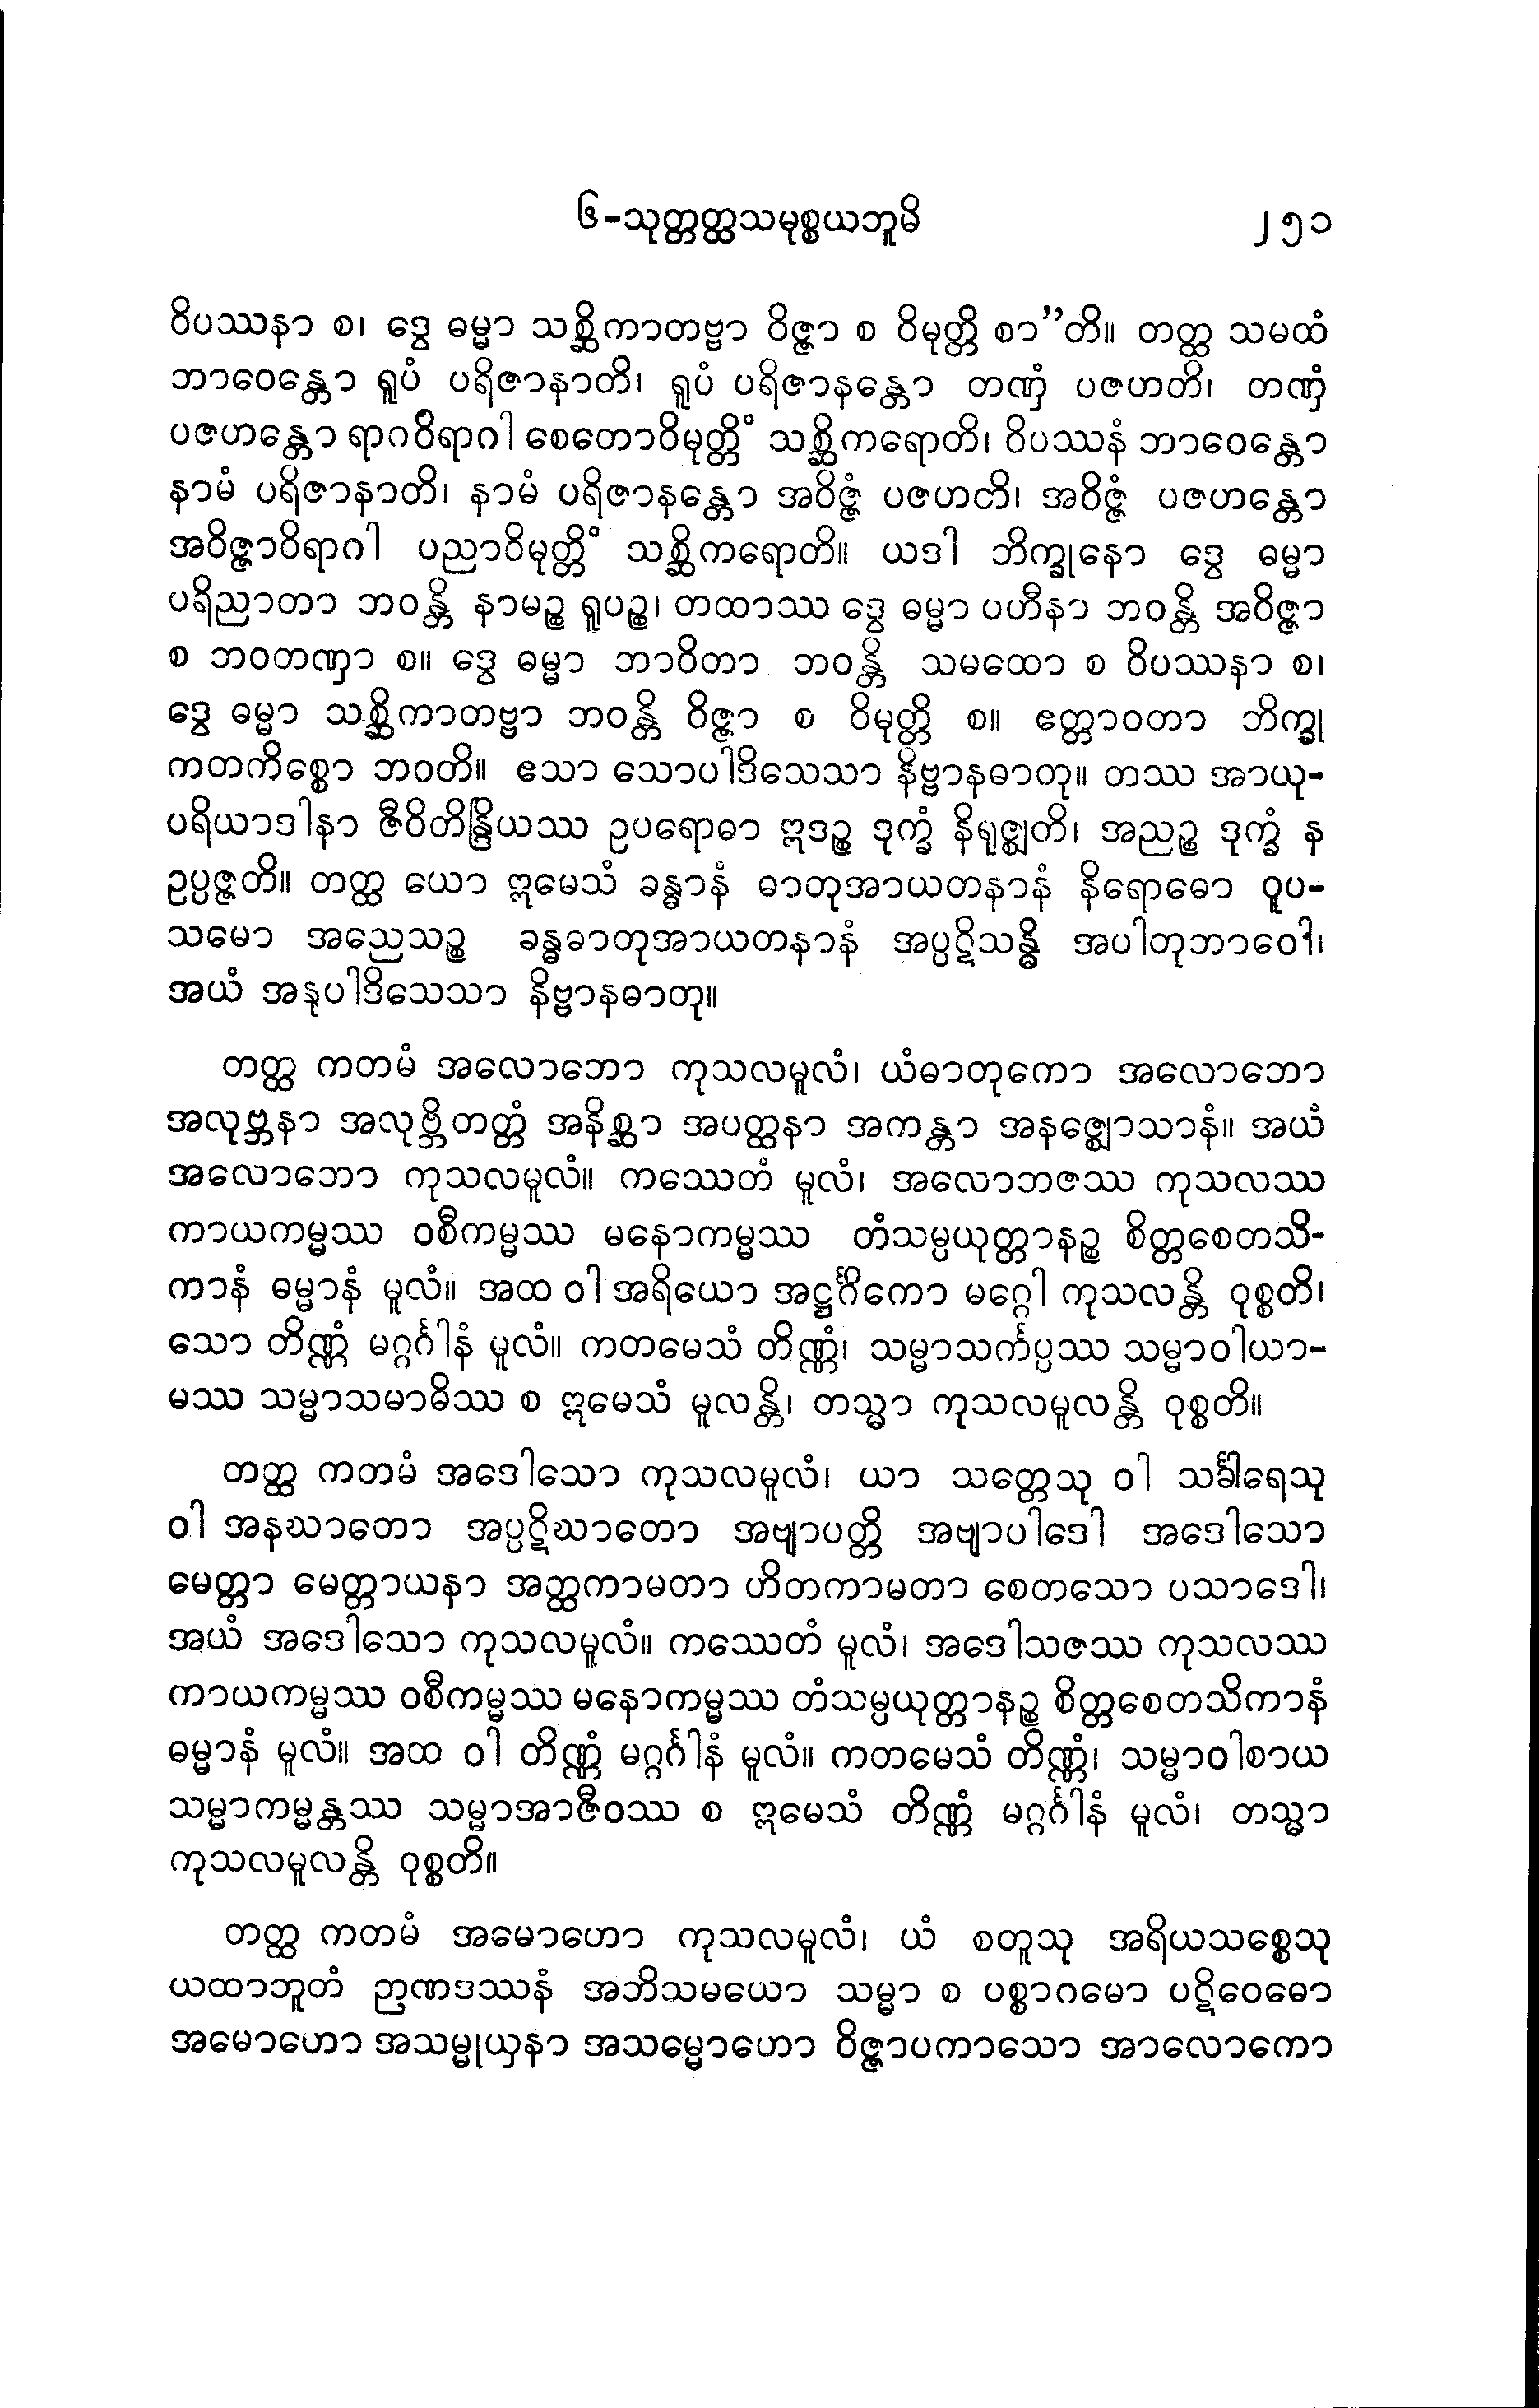 ၆-သုတ္တတ္ထသမုစ္စယဘူမိ ၂၅၁
ဝိပဿနာ စ၊ ဒွေ ဓမ္မာ သစ္ဆိကာတဗ္ဗာ ဝိဇ္ဇာ စ ဝိမုတ္တိ စာ”တိ။ တတ္ထ သမထံ
ဘာဝေန္တော ရူပံ ပရိဇာနာတိ၊ ရူပံ ပရိဇာနန္တော တဏှံ ပဇဟတိ၊ တဏှံ
ပဇဟန္တော ရာဂဝိရာဂါ စေတောဝိမုတ္တိံ သစ္ဆိကရောတိ၊ ဝိပဿနံ ဘာဝေန္တော
နာမံ ပရိဇာနာတိ၊ နာမံ ပရိဇာနန္တော အဝိဇ္ဇံ ပဇဟတိ၊ အဝိဇ္ဇံ ပဇဟန္တော
အဝိဇ္ဇာဝိရာဂါ ပညာဝိမုတ္တိံ သစ္ဆိကရောတိ။ ယဒါ ဘိက္ခုနော ဒွေ ဓမ္မာ
ပရိညာတာ ဘဝန္တိ နာမဉ္စ ရူပဉ္စ၊ တထာဿ ဒွေ ဓမ္မာ ပဟီနာ ဘဝန္တိ အဝိဇ္ဇာ
စ ဘဝတဏှာ စ။ ဒွေ ဓမ္မာ ဘာဝိတာ ဘဝန္တိ သမထော စ ဝိပဿနာ စ၊
ဒွေ ဓမ္မာ သစ္ဆိကာတဗ္ဗာ ဘဝန္တိ ဝိဇ္ဇာ စ ဝိမုတ္တိ စ။ ဧတ္တာဝတာ ဘိက္ခု
ကတကိစ္စော ဘဝတိ။ ဧသာ သောပါဒိသေသာ နိဗ္ဗာနဓာတု။ တဿ အာယု-
ပရိယာဒါနာ ဇီဝိတိန္ဒြိယဿ ဥပရောဓာ ဣဒဉ္စ ဒုက္ခံ နိရုဇ္ဈတိ၊ အညဉ္စ ဒုက္ခံ န
ဥပ္ပဇ္ဇတိ။ တတ္ထ ယော ဣမေသံ ခန္ဓာနံ ဓာတုအာယတနာနံ နိရောဓော ဝူပ-
သမော အညေသဉ္စ ခန္ဓဓာတုအာယတနာနံ အပ္ပဋိသန္ဓိ အပါတုဘာဝေါ၊
အယံ အနုပါဒိသေသာ နိဗ္ဗာနဓာတု။
တတ္ထ ကတမံ အလောဘော ကုသလမူလံ၊ ယံဓာတုကော အလောဘော
အလုဗ္ဘနာ အလုဗ္ဘိတတ္တံ အနိစ္ဆာ အပတ္ထနာ အကန္တာ အနဇ္ဈောသာနံ။ အယံ
အလောဘော ကုသလမူလံ။ ကဿေတံ မူလံ၊ အလောဘဇဿ ကုသလဿ
ကာယကမ္မဿ ဝစီကမ္မဿ မနောကမ္မဿ တံသမ္ပယုတ္တာနဉ္စ စိတ္တစေတသိ-
ကာနံ ဓမ္မာနံ မူလံ။ အထ ဝါ အရိယော အဋ္ဌင်္ဂိကော မဂ္ဂေါ ကုသလန္တိ ဝုစ္စတိ၊
သော တိဏ္ဏံ မဂ္ဂင်္ဂါနံ မူလံ။ ကတမေသံ တိဏ္ဏံ၊ သမ္မာသင်္ကပ္ပဿ သမ္မာဝါယာ-
မဿ သမ္မာသမာဓိဿ စ ဣမေသံ မူလန္တိ၊ တသ္မာ ကုသလမူလန္တိ ဝုစ္စတိ။
တတ္ထ ကတမံ အဒေါသော ကုသလမူလံ၊ ယာ သတ္တေသု ဝါ သင်္ခါရေသု
ဝါ အနဃာတော အပ္ပဋိဃာတော အဗျာပတ္တိ အဗျာပါဒေါ အဒေါသော
မေတ္တာ မေတ္တာယနာ အတ္ထကာမတာ ဟိတကာမတာ စေတသော ပသာဒေါ၊
အယံ အဒေါသော ကုသလမူလံ။ ကဿေတံ မူလံ၊ အဒေါသဇဿ ကုသလဿ
ကာယကမ္မဿ ဝစီကမ္မဿ မနောကမ္မဿ တံသမ္ပယုတ္တာနဉ္စ စိတ္တစေတသိကာနံ
ဓမ္မာနံ မူလံ။ အထ ဝါ တိဏ္ဏံ မဂ္ဂင်္ဂါနံ မူလံ။ ကတမေသံ တိဏ္ဏံ၊ သမ္မာဝါစာယ
သမ္မာကမ္မန္တဿ သမ္မာအာဇီဝဿ စ ဣမေသံ တိဏ္ဏံ မဂ္ဂင်္ဂါနံ မူလံ၊ တသ္မာ
ကုသလမူလန္တိ ဝုစ္စတိ။
တတ္ထ ကတမံ အမောဟော ကုသလမူလံ၊ ယံ စတူသု အရိယသစ္စေသု
ယထာဘူတံ ဉာဏဒဿနံ အဘိသမယော သမ္မာ စ ပစ္စာဂမော ပဋိဝေဓော
အမောဟော အသမ္မုယှနာ အသမ္မောဟော ဝိဇ္ဇာပကာသော အာလောကော